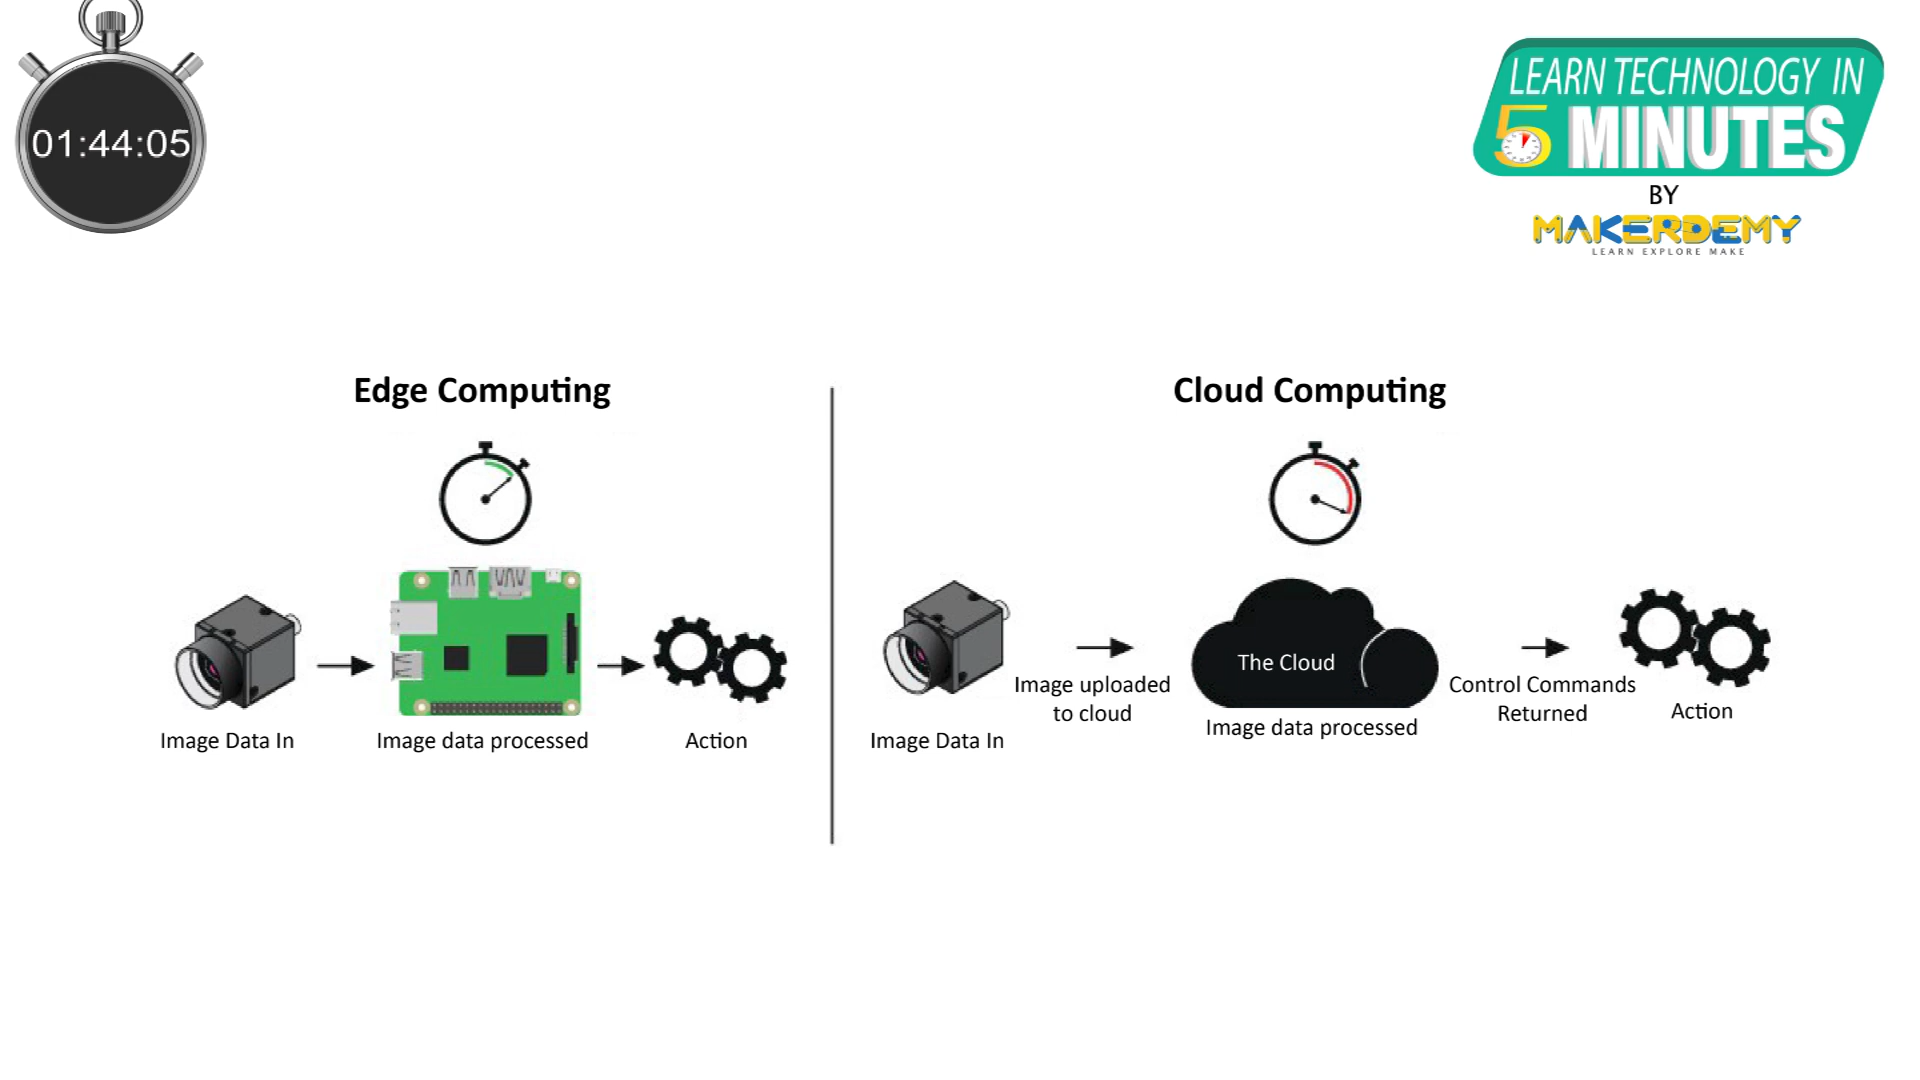 01:44:05
LEARN TECHNOLOGY IN
5 MINUTES
BY
MAKERDEMY
LEARN EXPLORE MAKE
Edge Computing
Image Data In
Image data processed
Action
Cloud Computing
Image Data In
Image uploaded
to cloud
The Cloud
Image data processed
Control Commands
Returned
Action